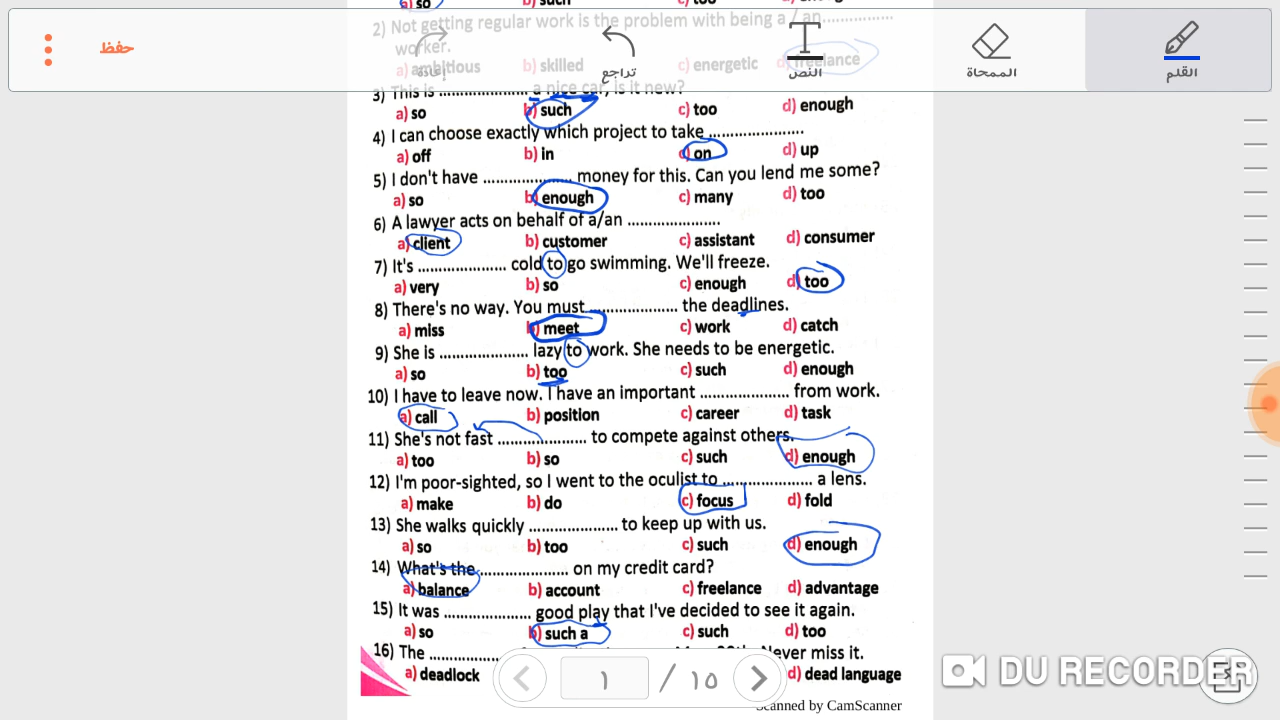 a) so b) such c) too d) enough
2) Not getting regular work is the problem with being a / an..................
worker.
a) ambitious b) skilled c) energetic d) freelance
حفظ
إعادة
تراجع
النص
الممحاة
القلم
3) This is ...................... a nice car, is it new?
a) so b) such c) too d) enough
4) I can choose exactly which project to take ......................
a) off b) in c) on d) up
5) I don't have ...................... money for this. Can you lend me some?
a) so b) enough c) many d) too
6) A lawyer acts on behalf of a/an ......................
a) client b) customer c) assistant d) consumer
7) It's ...................... cold to go swimming. We'll freeze.
a) very b) so c) enough d) too
8) There's no way. You must ...................... the deadlines.
a) miss b) meet c) work d) catch
9) She is ...................... lazy to work. She needs to be energetic.
a) so b) too c) such d) enough
10) I have to leave now. I have an important ...................... from work.
a) call b) position c) career d) task
11) She's not fast ...................... to compete against others.
a) too b) so c) such d) enough
12) I'm poor-sighted, so I went to the oculist to ...................... a lens.
a) make b) do c) focus d) fold
13) She walks quickly ...................... to keep up with us.
a) so b) too c) such d) enough
14) What's the ...................... on my credit card?
a) balance b) account c) freelance d) advantage
15) It was ...................... good play that I've decided to see it again.
a) so b) such a c) such d) too
16) The .................. Never miss it.
a) deadlock d) dead language
١ / ١٥
DU RECORDER
Scanned by CamScanner